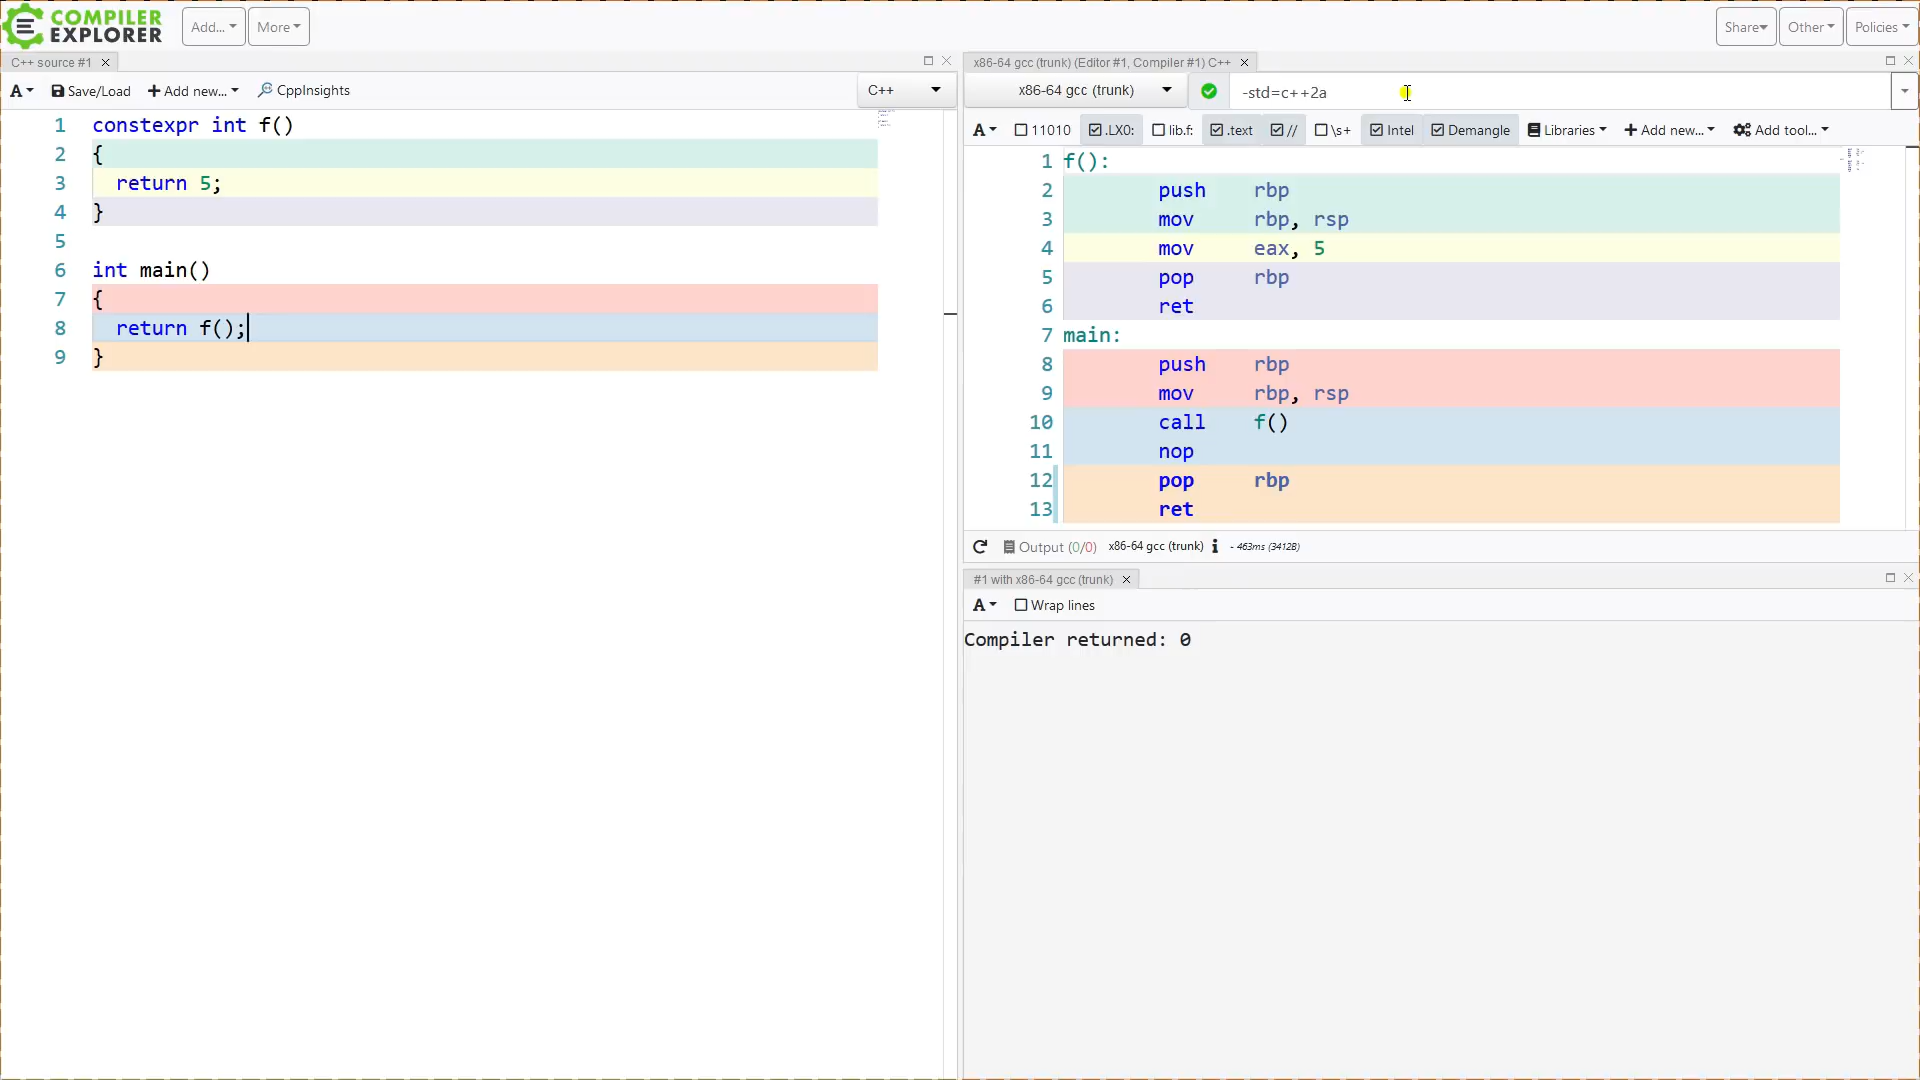 COMPILER
EXPLORER
Add...
More
Share
Other
Policies
C++ source #1
A
Save/Load
Add new...
CppInsights
C++
1 constexpr int f()
2 {
3   return 5;
4 }
5
6 int main()
7 {
8   return f();
9 }
x86-64 gcc (trunk) (Editor #1, Compiler #1) C++
x86-64 gcc (trunk)
-std=c++2a
A
11010
.LX0:
lib.f:
.text
//
\s+
Intel
Demangle
Libraries
Add new...
Add tool...
1 f():
2 push rbp
3 mov rbp, rsp
4 mov eax, 5
5 pop rbp
6 ret
7 main:
8 push rbp
9 mov rbp, rsp
10 call f()
11 nop
12 pop rbp
13 ret
Output (0/0) x86-64 gcc (trunk) i - 463ms (3412B)
#1 with x86-64 gcc (trunk)
A
Wrap lines
Compiler returned: 0